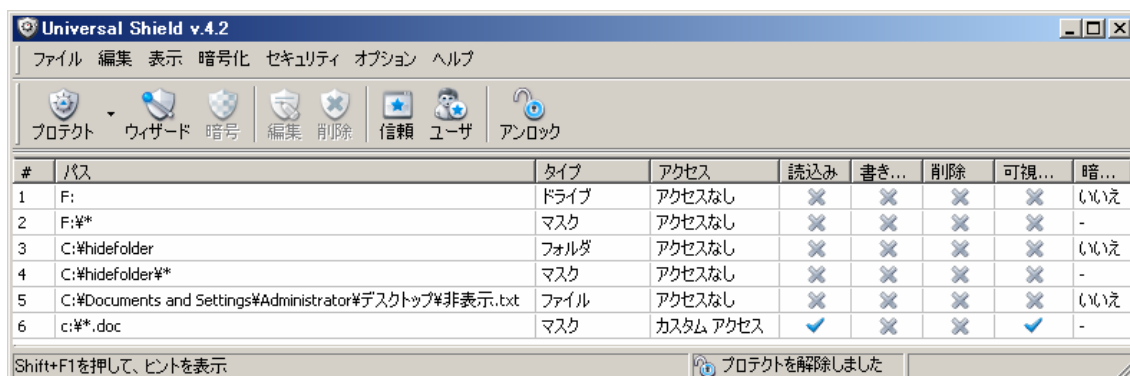 Universal Shield v.4.2
ファイル 編集 表示 暗号化 セキュリティ オプション ヘルプ
プロテクト ウィザード 暗号 編集 削除 信頼 ユーザ アンロック
# パス タイプ アクセス 読込み 書き... 削除 可視... 暗...
1 F: ドライブ アクセスなし いいえ
2 F:¥* マスク アクセスなし -
3 C:¥hidefolder フォルダ アクセスなし いいえ
4 C:¥hidefolder¥* マスク アクセスなし -
5 C:¥Documents and Settings¥Administrator¥デスクトップ¥非表示.txt ファイル アクセスなし いいえ
6 c:¥*.doc マスク カスタム アクセス -
Shift+F1を押して、ヒントを表示 プロテクトを解除しました